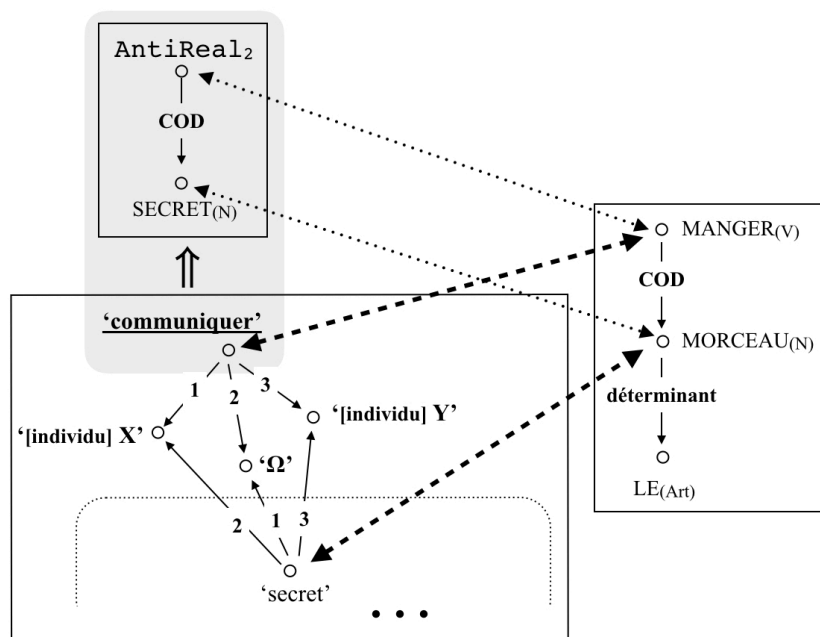 AntiReal₂
COD
SECRET(N)
⇑
‘communiquer’
1
2
3
‘[individu] X’
‘Ω’
‘[individu] Y’
2
1
3
‘secret’
• • •
MANGER(V)
COD
MORCEAU(N)
déterminant
LE(Art)